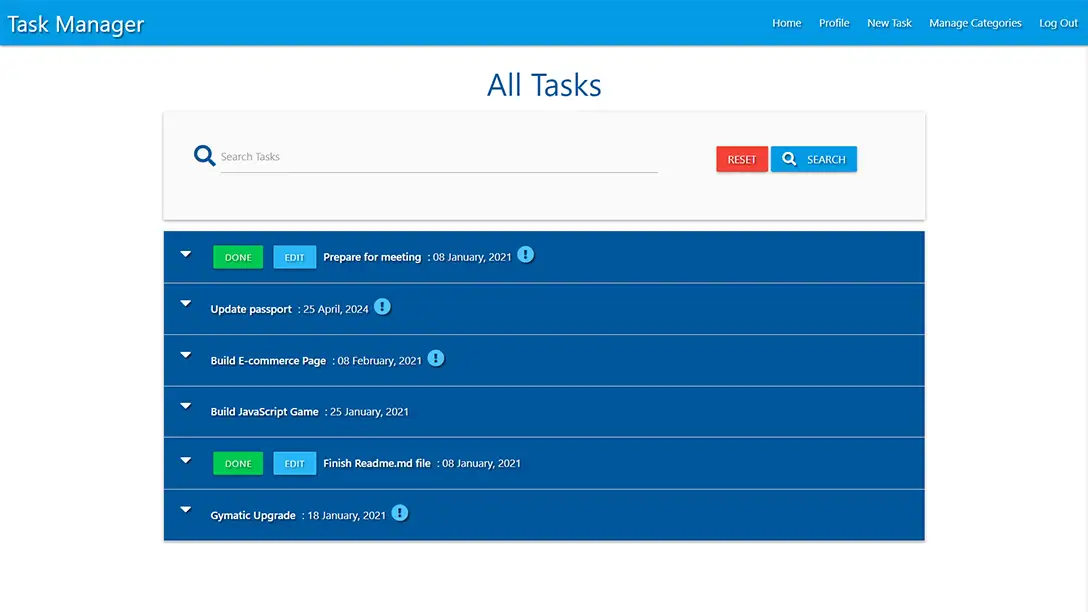 Task Manager
Home Profile New Task Manage Categories Log Out
All Tasks
Search Tasks RESET SEARCH
DONE EDIT Prepare for meeting : 08 January, 2021
Update passport : 25 April, 2024
Build E-commerce Page : 08 February, 2021
Build JavaScript Game : 25 January, 2021
DONE EDIT Finish Readme.md file : 08 January, 2021
Gymatic Upgrade : 18 January, 2021